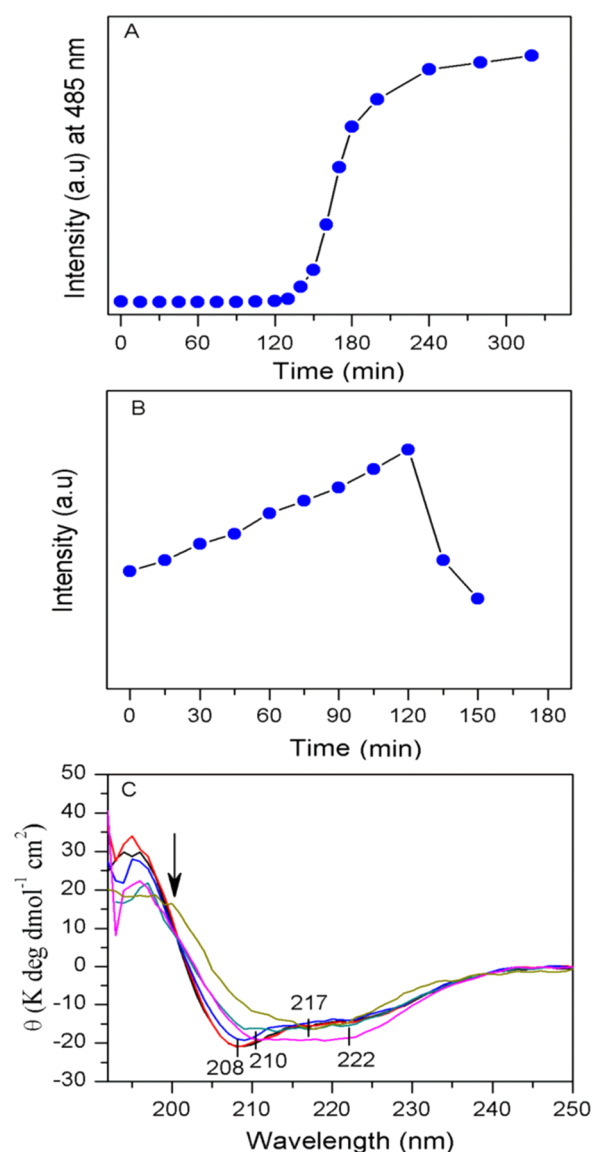 A
Intensity (a.u) at 485 nm
0 60 120 180 240 300
Time (min)
B
Intensity (a.u)
0 30 60 90 120 150 180
Time (min)
C
50
40
30
20
10
0
-10
-20
-30
θ (K deg dmol⁻¹ cm²)
217
208 210 222
200 210 220 230 240 250
Wavelength (nm)